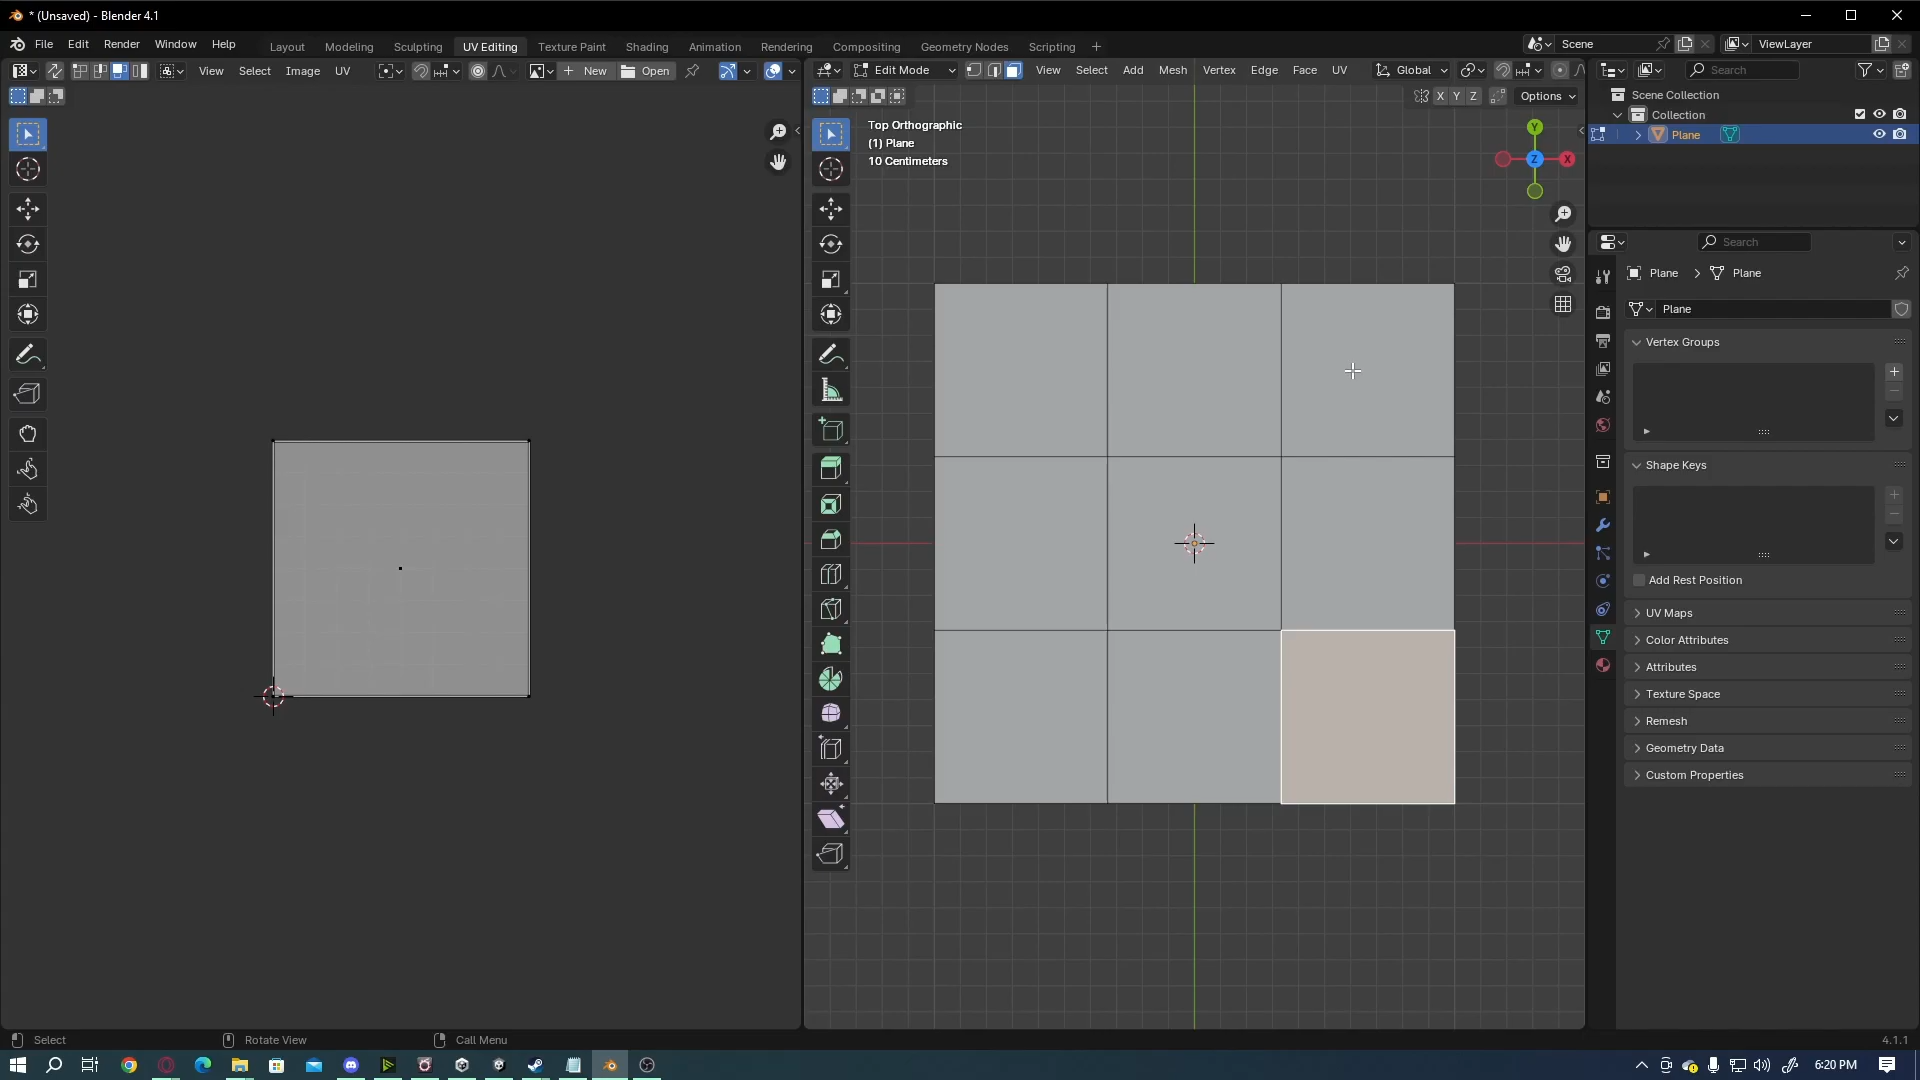 * (Unsaved) - Blender 4.1
File Edit Render Window Help
Layout Modeling Sculpting UV Editing Texture Paint Shading Animation Rendering Compositing Geometry Nodes Scripting +
Scene ViewLayer
View Select Image UV New Open
Edit Mode View Select Add Mesh Vertex Edge Face UV Global
Search
X Y Z Options
Scene Collection
Collection
Plane
Top Orthographic
(1) Plane
10 Centimeters
Y
Z X
Search
Plane > Plane
Plane
Vertex Groups
Shape Keys
Add Rest Position
UV Maps
Color Attributes
Attributes
Texture Space
Remesh
Geometry Data
Custom Properties
Select Rotate View Call Menu 4.1.1
6:20 PM